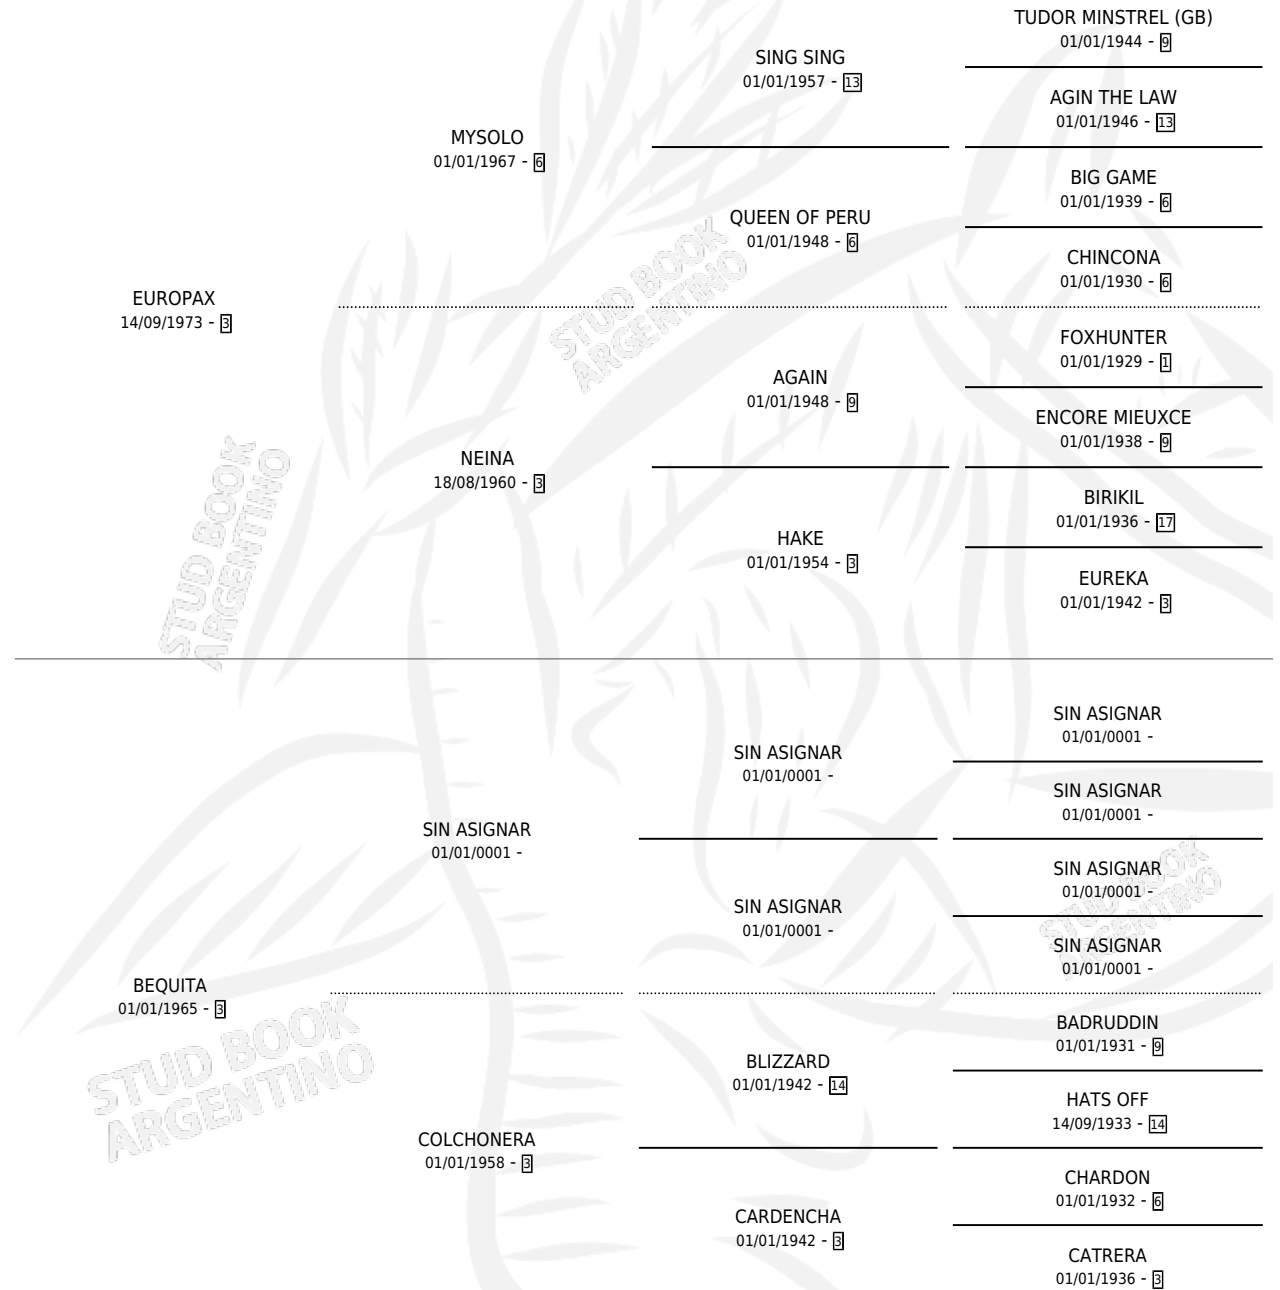 TUDOR MINSTREL (GB)
01/01/1944 - 9
SING SING
01/01/1957 - 13
AGIN THE LAW
01/01/1946 - 13
MYSOLO
01/01/1967 - 6
BIG GAME
01/01/1939 - 6
QUEEN OF PERU
01/01/1948 - 6
CHINCONA
01/01/1930 - 6
EUROPAX
14/09/1973 - 3
FOXHUNTER
01/01/1929 - 1
AGAIN
01/01/1948 - 9
ENCORE MIEUXCE
01/01/1938 - 9
NEINA
18/08/1960 - 3
BIRIKIL
01/01/1936 - 17
HAKE
01/01/1954 - 3
EUREKA
01/01/1942 - 3
STUD BOOK
ARGENTINO
STUD BOOK
ARGENTINO
SIN ASIGNAR
01/01/0001 -
SIN ASIGNAR
01/01/0001 -
SIN ASIGNAR
01/01/0001 -
SIN ASIGNAR
01/01/0001 -
SIN ASIGNAR
01/01/0001 -
SIN ASIGNAR
01/01/0001 -
SIN ASIGNAR
01/01/0001 -
STUD BOOK
ARGENTINO
BEQUITA
01/01/1965 - 3
BADRUDDIN
01/01/1931 - 9
BLIZZARD
01/01/1942 - 14
HATS OFF
14/09/1933 - 14
COLCHONERA
01/01/1958 - 3
CHARDON
01/01/1932 - 6
CARDENCHA
01/01/1942 - 3
CATRERA
01/01/1936 - 3
STUD BOOK
ARGENTINO